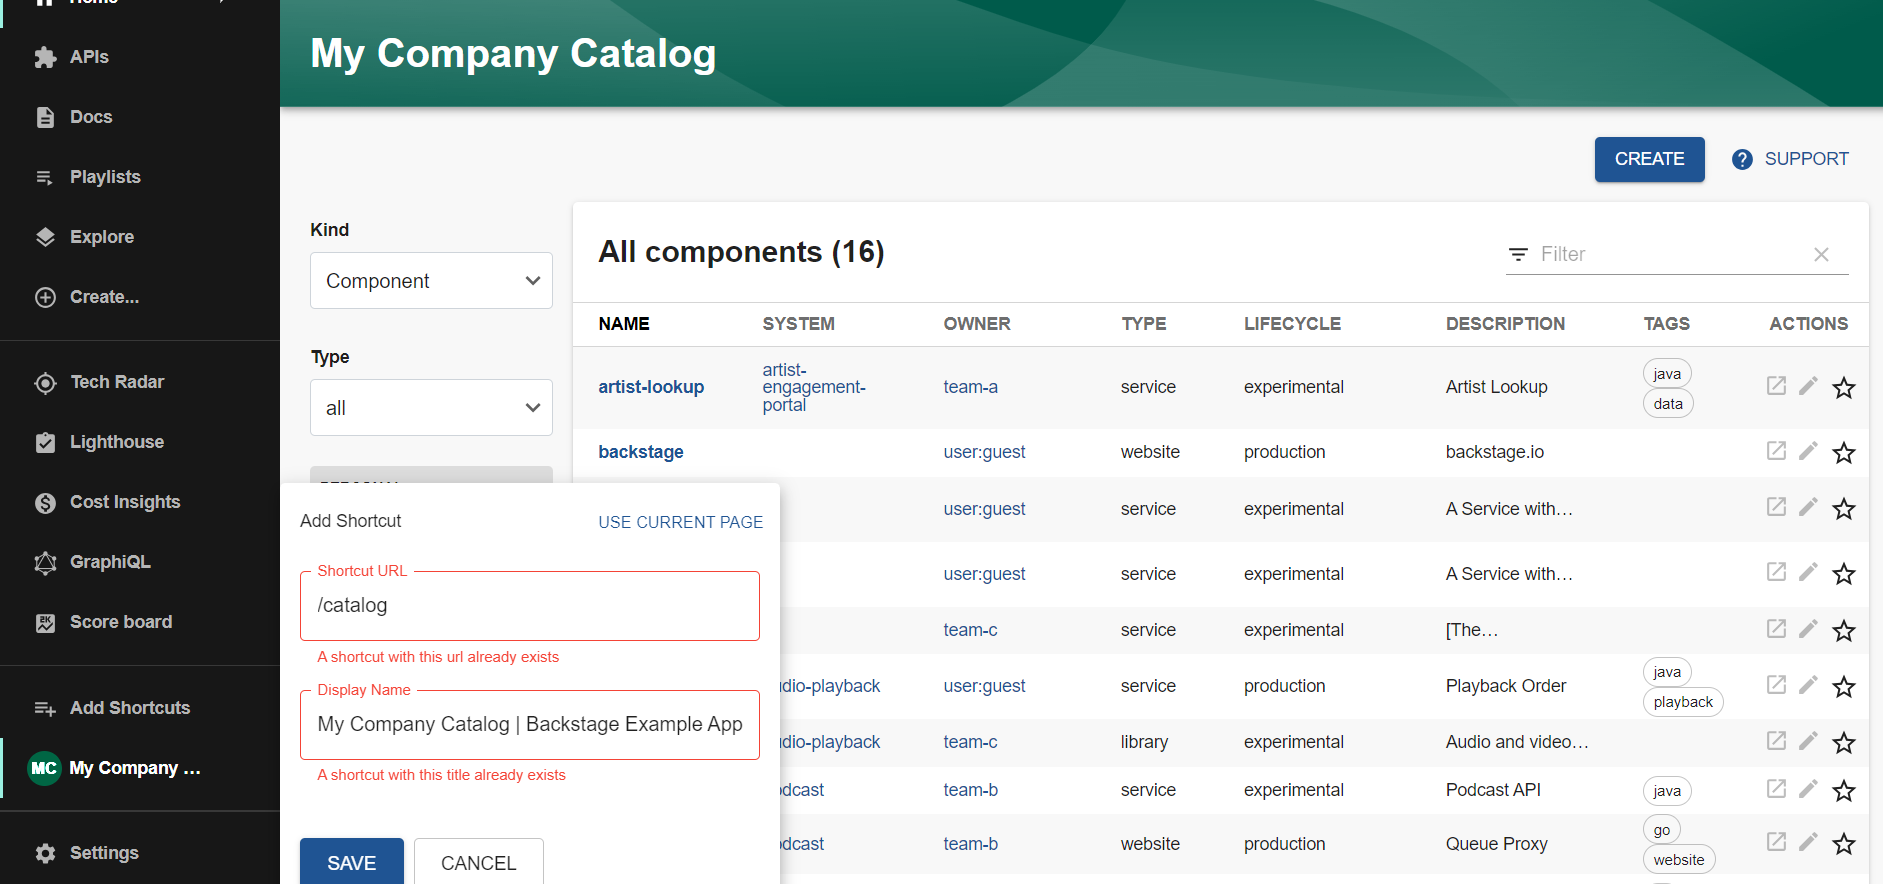 Home
APIs
Docs
Playlists
Explore
Create...
Tech Radar
Lighthouse
Cost Insights
GraphiQL
Score board
Add Shortcuts
MC My Company ...
Settings
My Company Catalog
CREATE
? SUPPORT
Kind
Component
Type
all
All components (16)
Filter
NAME SYSTEM OWNER TYPE LIFECYCLE DESCRIPTION TAGS ACTIONS
artist-lookup artist-engagement-portal team-a service experimental Artist Lookup java data
backstage user:guest website production backstage.io
user:guest service experimental A Service with...
user:guest service experimental A Service with...
team-c service experimental [The...
dio-playback user:guest service production Playback Order java playback
dio-playback team-c library experimental Audio and video...
dcast team-b service experimental Podcast API java
dcast team-b website production Queue Proxy go website
Add Shortcut
USE CURRENT PAGE
Shortcut URL
/catalog
A shortcut with this url already exists
Display Name
My Company Catalog | Backstage Example App
A shortcut with this title already exists
SAVE
CANCEL